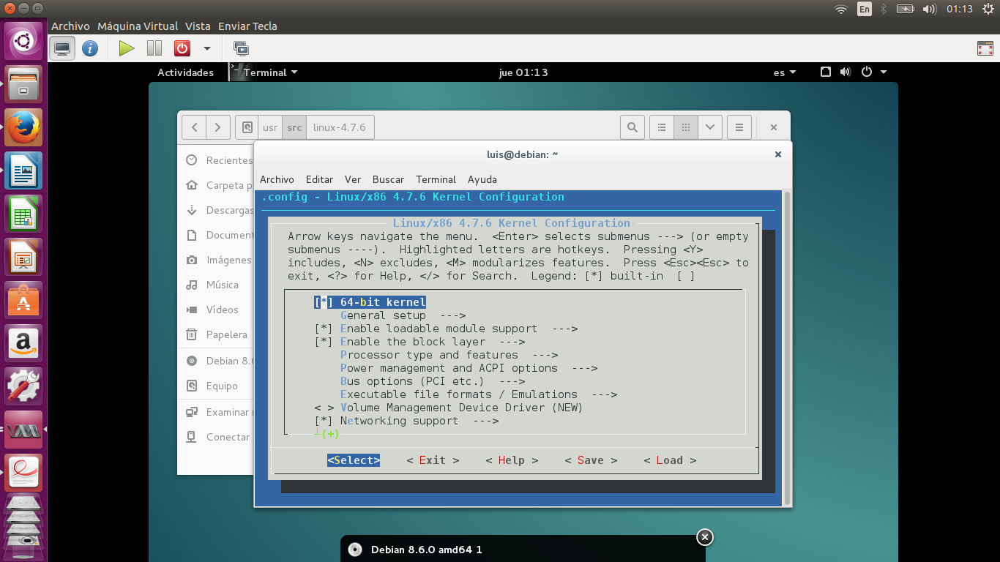 En 01:13
Archivo Máquina Virtual Vista Enviar Tecla
Actividades Terminal jue 01:13 es
usr src linux-4.7.6
luis@debian: ~
Recientes
Archivo Editar Ver Buscar Terminal Ayuda
Carpeta p
.config - Linux/x86 4.7.6 Kernel Configuration
Descargas
Linux/x86 4.7.6 Kernel Configuration
Document
Arrow keys navigate the menu. <Enter> selects submenus ---> (or empty
submenus ----). Highlighted letters are hotkeys. Pressing <Y>
Imágenes
includes, <N> excludes, <M> modularizes features. Press <Esc><Esc> to
exit, <?> for Help, </> for Search. Legend: [*] built-in [ ]
Música
[*] 64-bit kernel
Vídeos
General setup --->
[*] Enable loadable module support --->
Papelera
[*] Enable the block layer --->
Processor type and features --->
Debian 8.6
Power management and ACPI options --->
Bus options (PCI etc.) --->
Equipo
Executable file formats / Emulations --->
< > Volume Management Device Driver (NEW)
Examinar
[*] Networking support --->
(+)
Conectar
<Select> < Exit > < Help > < Save > < Load >
Debian 8.6.0 amd64 1